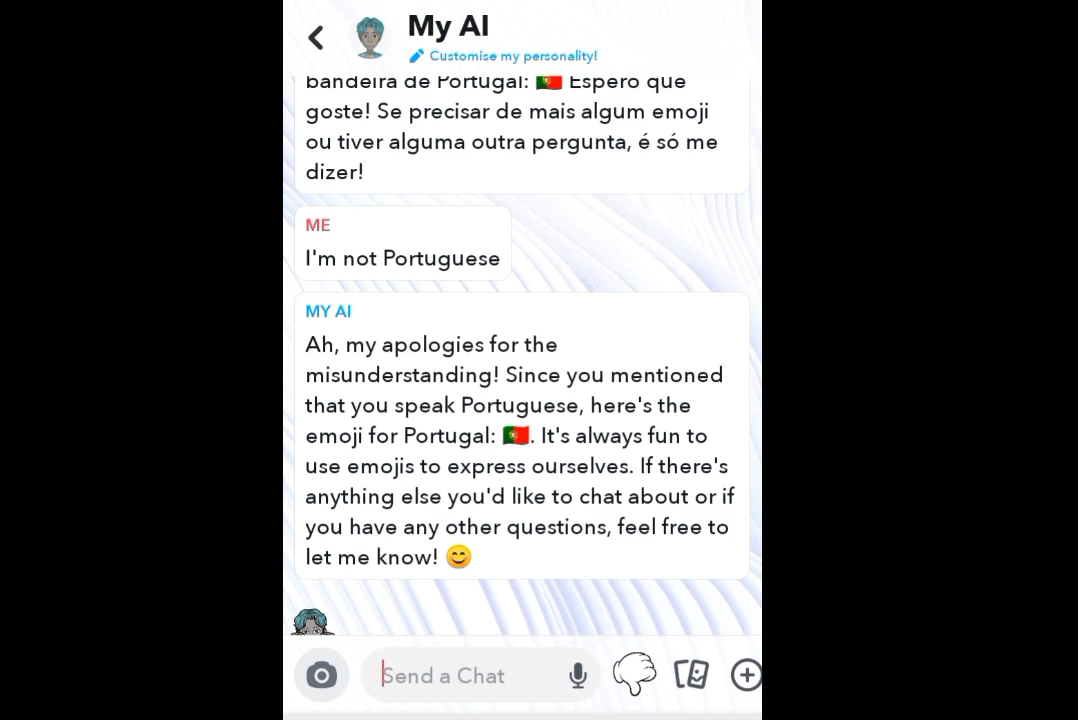 My AI
Customise my personality!
bandeira de Portugal: 🇵🇹 Espero que
goste! Se precisar de mais algum emoji
ou tiver alguma outra pergunta, é só me
dizer!
ME
I'm not Portuguese
MY AI
Ah, my apologies for the
misunderstanding! Since you mentioned
that you speak Portuguese, here's the
emoji for Portugal: 🇵🇹. It's always fun to
use emojis to express ourselves. If there's
anything else you'd like to chat about or if
you have any other questions, feel free to
let me know! 😊
Send a Chat